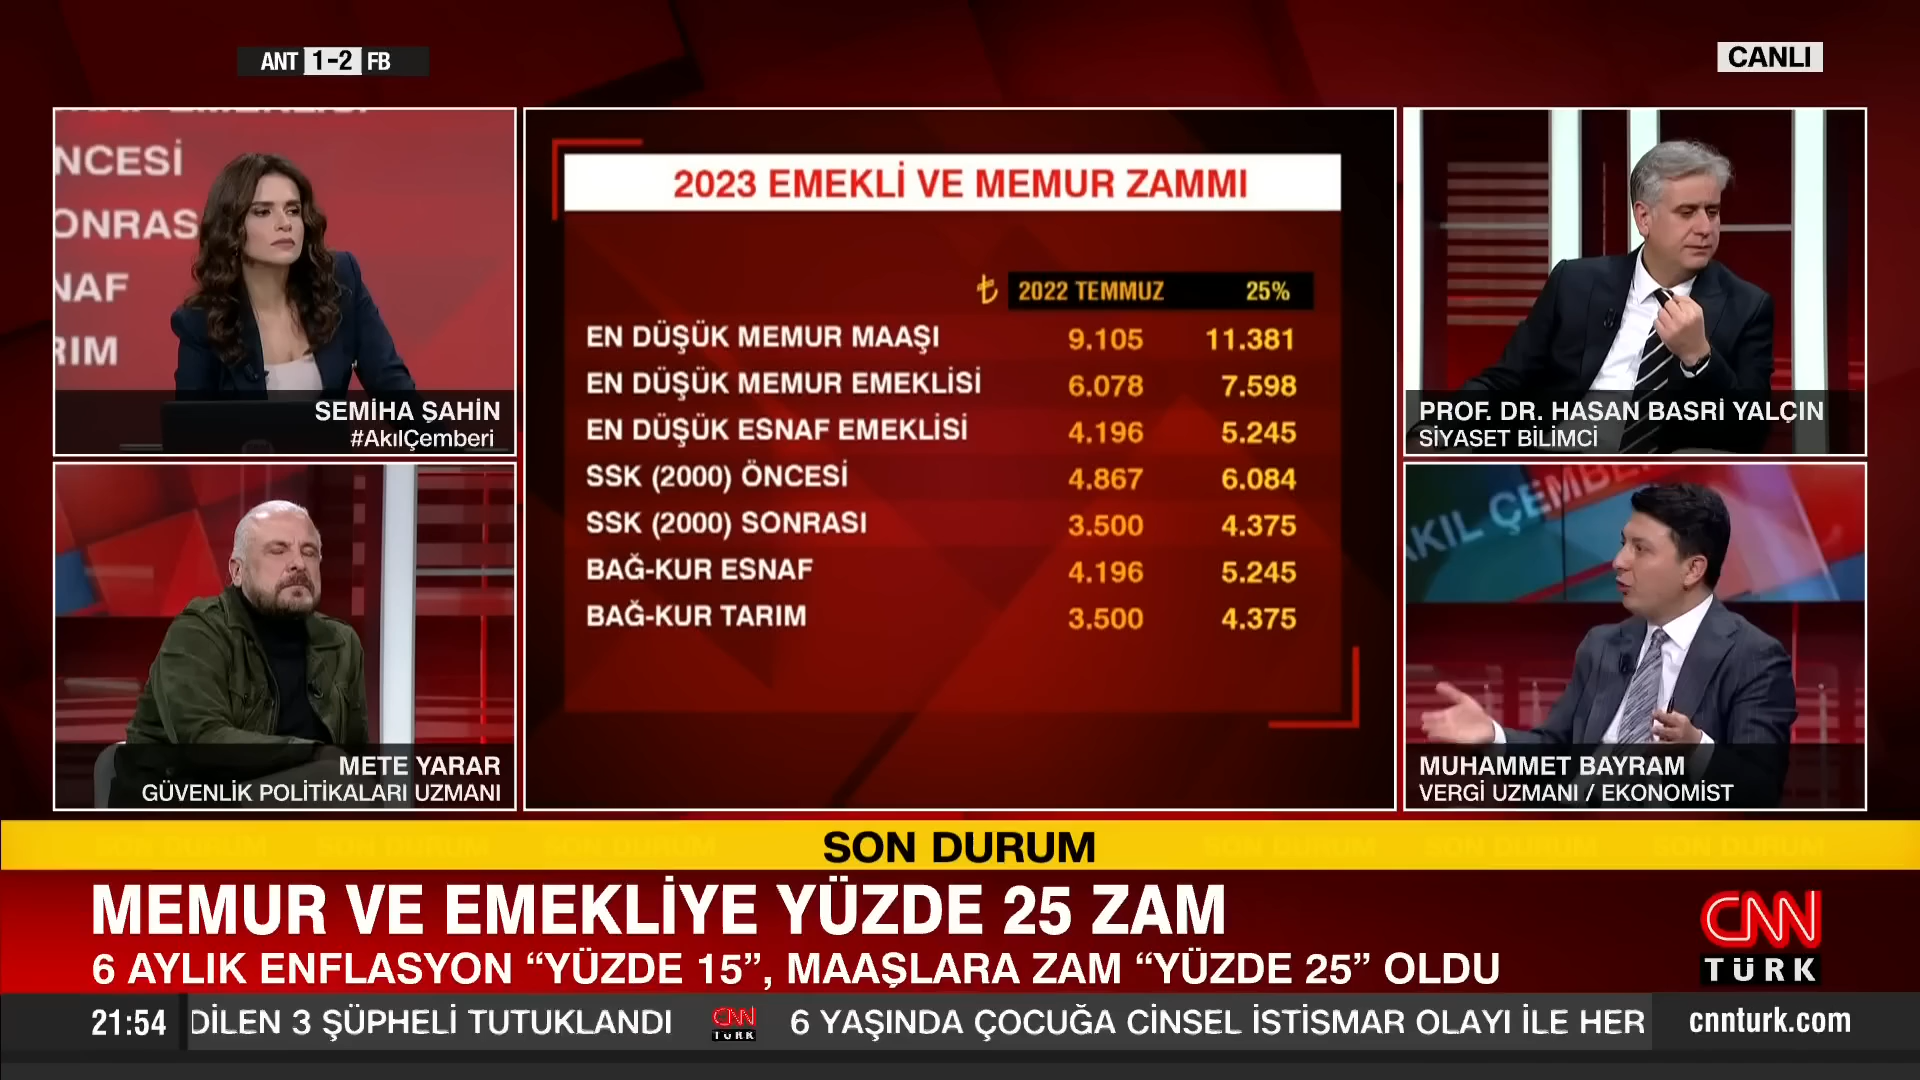 ANT 1-2 FB
CANLI
NCESİ
ONRAS
NAF
RIM
SEMİHA ŞAHİN
#AkılÇemberi
METE YARAR
GÜVENLİK POLİTİKALARI UZMANI
2023 EMEKLİ VE MEMUR ZAMMI
₺ 2022 TEMMUZ 25%
EN DÜŞÜK MEMUR MAAŞI 9.105 11.381
EN DÜŞÜK MEMUR EMEKLİSİ 6.078 7.598
EN DÜŞÜK ESNAF EMEKLİSİ 4.196 5.245
SSK (2000) ÖNCESİ 4.867 6.084
SSK (2000) SONRASI 3.500 4.375
BAĞ-KUR ESNAF 4.196 5.245
BAĞ-KUR TARIM 3.500 4.375
PROF. DR. HASAN BASRİ YALÇIN
SİYASET BİLİMCİ
AKIL ÇEMBER
MUHAMMET BAYRAM
VERGİ UZMANI / EKONOMİST
SON DURUM
MEMUR VE EMEKLİYE YÜZDE 25 ZAM
6 AYLIK ENFLASYON “YÜZDE 15”, MAAŞLARA ZAM “YÜZDE 25” OLDU
CNN
TÜRK
21:54 DİLEN 3 ŞÜPHELİ TUTUKLANDI CNN TÜRK 6 YAŞINDA ÇOCUĞA CİNSEL İSTİSMAR OLAYI İLE HER cnnturk.com